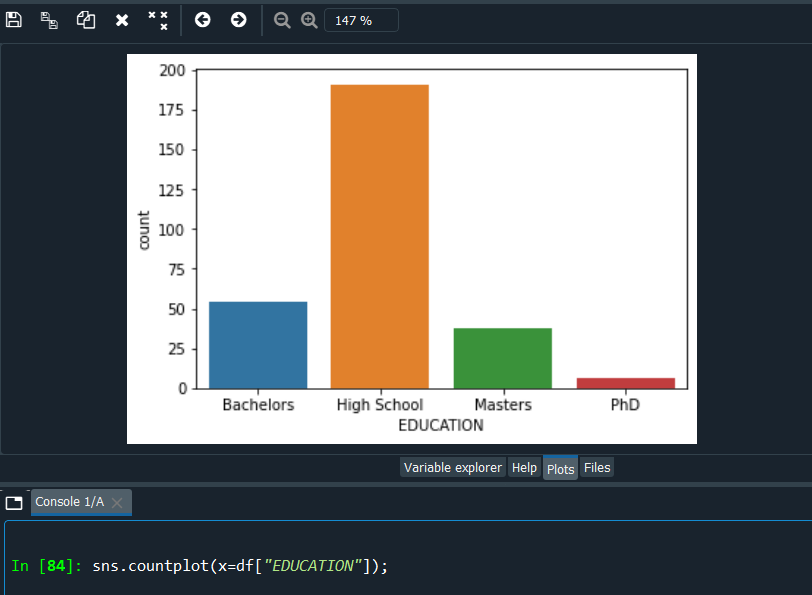 147 %
200
175
150
125
100
75
50
25
0
count
Bachelors High School Masters PhD
EDUCATION
Variable explorer Help Plots Files
Console 1/A
In [84]: sns.countplot(x=df["EDUCATION"]);